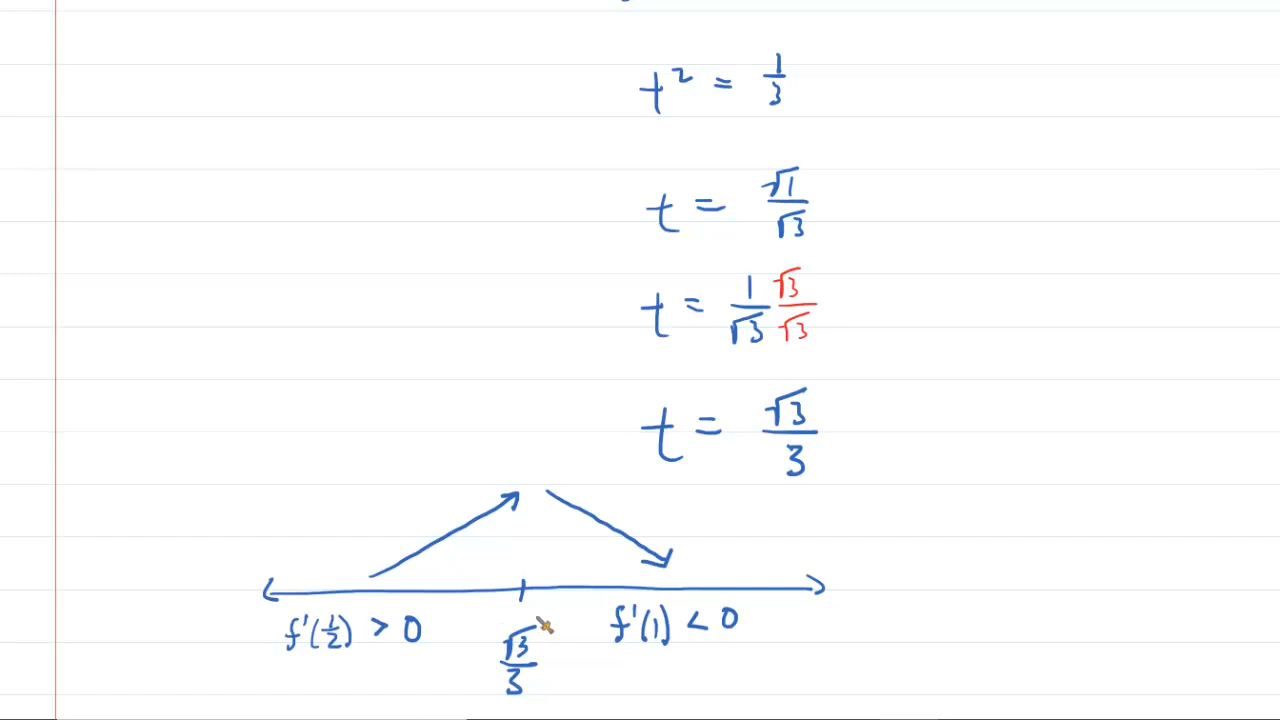 t² = 1/3
t = √1/√3
t = 1/√3 √3/√3
t = √3/3
f'(1/2) > 0
f'(1) < 0
√3/3